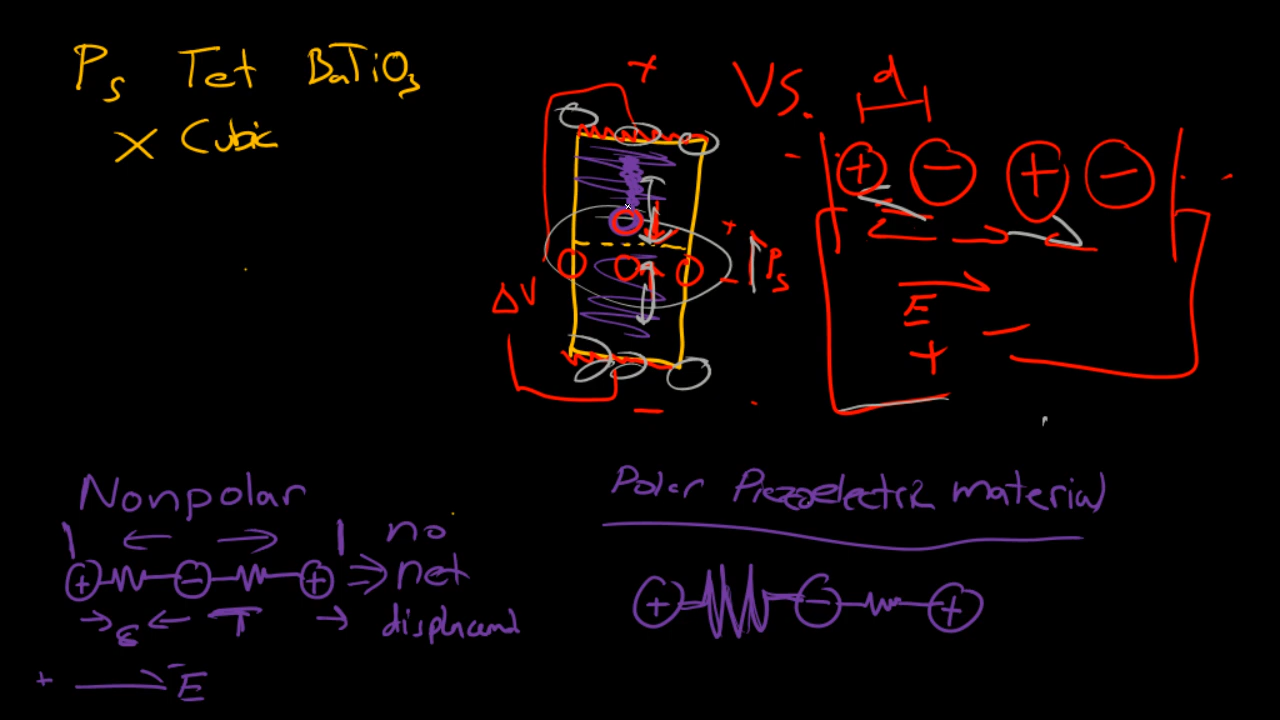 Ps Tet BaTiO3
X Cubic
+
VS.
d
-
+ - + -
+
-
Ps
ΔV
E
+ -
-
Nonpolar
no
+ - + ⇒ net
ε T displacement
+ - E
Polar Piezoelectric material
+ - +